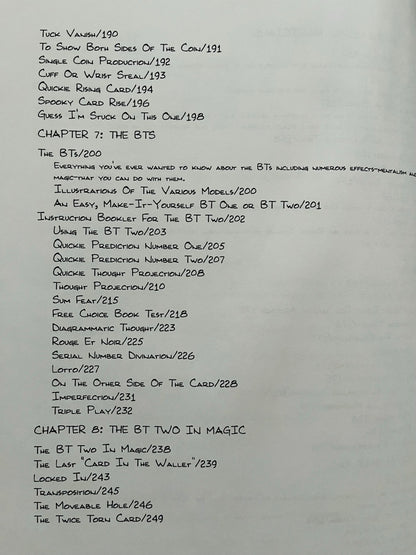 Tuck Vanish/190
To Show Both Sides Of The Coin/191
Single Coin Production/192
Cuff Or Wrist Steal/193
Quickie Rising Card/194
Spooky Card Rise/196
Guess I'm Stuck On This One/198
CHAPTER 7: THE BTS
The BTs/200
Everything you've ever wanted to know about the BTs including numerous effects-mentalism and
magic-that you can do with them.
Illustrations Of The Various Models/200
An Easy, Make-It-Yourself BT One or BT Two/201
Instruction Booklet For The BT Two/202
Using The BT Two/203
Quickie Prediction Number One/205
Quickie Prediction Number Two/207
Quickie Thought Projection/208
Thought Projection/210
Sum Feat/215
Free Choice Book Test/218
Diagrammatic Thought/223
Rouge Et Noir/225
Serial Number Divination/226
Lotto/227
On The Other Side Of The Card/228
Imperfection/231
Triple Play/232
CHAPTER 8: THE BT TWO IN MAGIC
The BT Two In Magic/238
The Last "Card In The Wallet"/239
Locked In/243
Transposition/245
The Moveable Hole/246
The Twice Torn Card/249